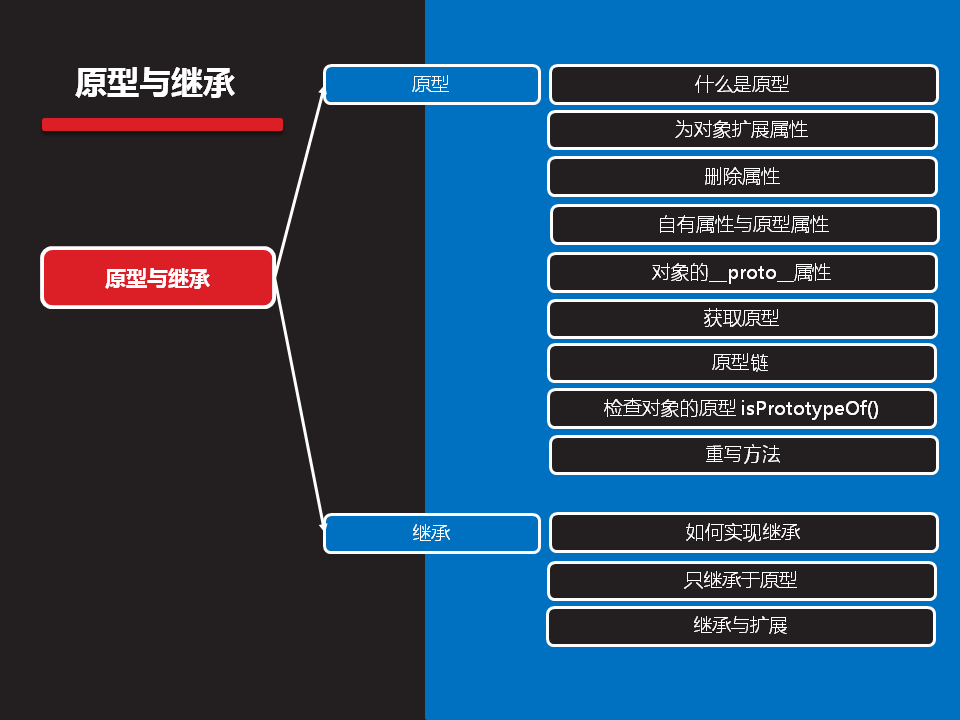 原型与继承
原型与继承
原型
什么是原型
为对象扩展属性
删除属性
自有属性与原型属性
对象的__proto__属性
获取原型
原型链
检查对象的原型 isPrototypeOf()
重写方法
继承
如何实现继承
只继承于原型
继承与扩展